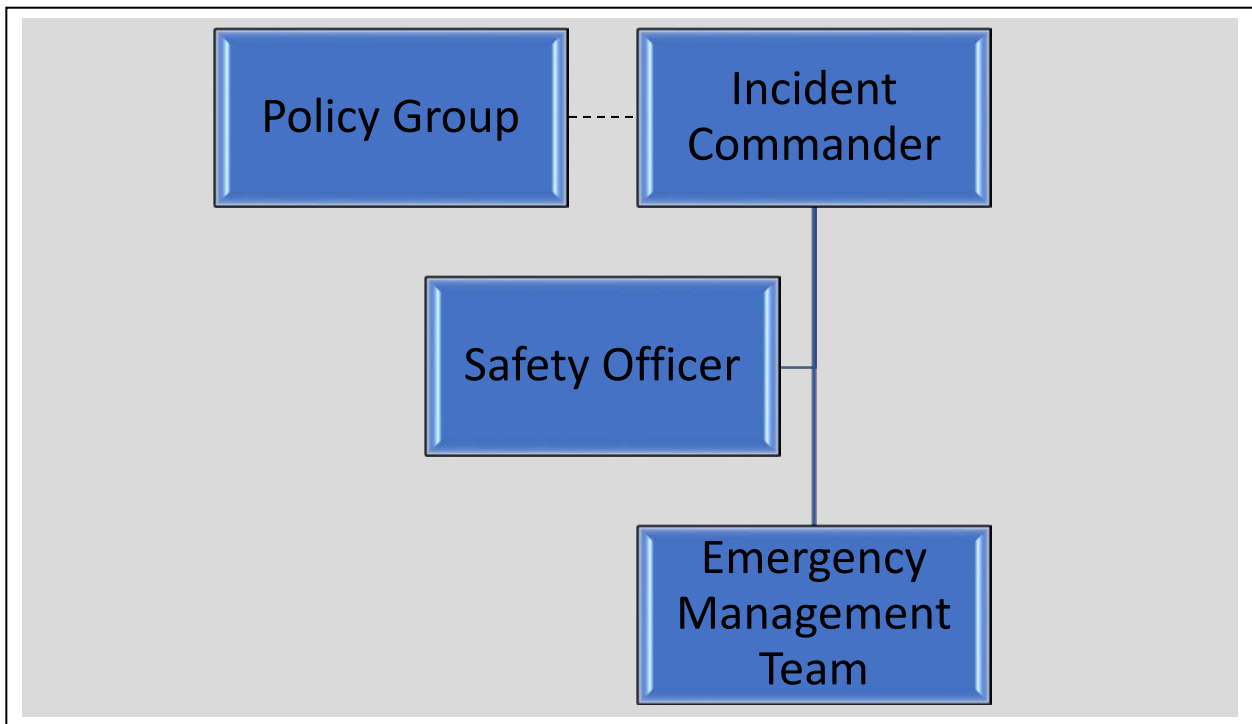 Policy Group
Incident
Commander
Safety Officer
Emergency
Management
Team